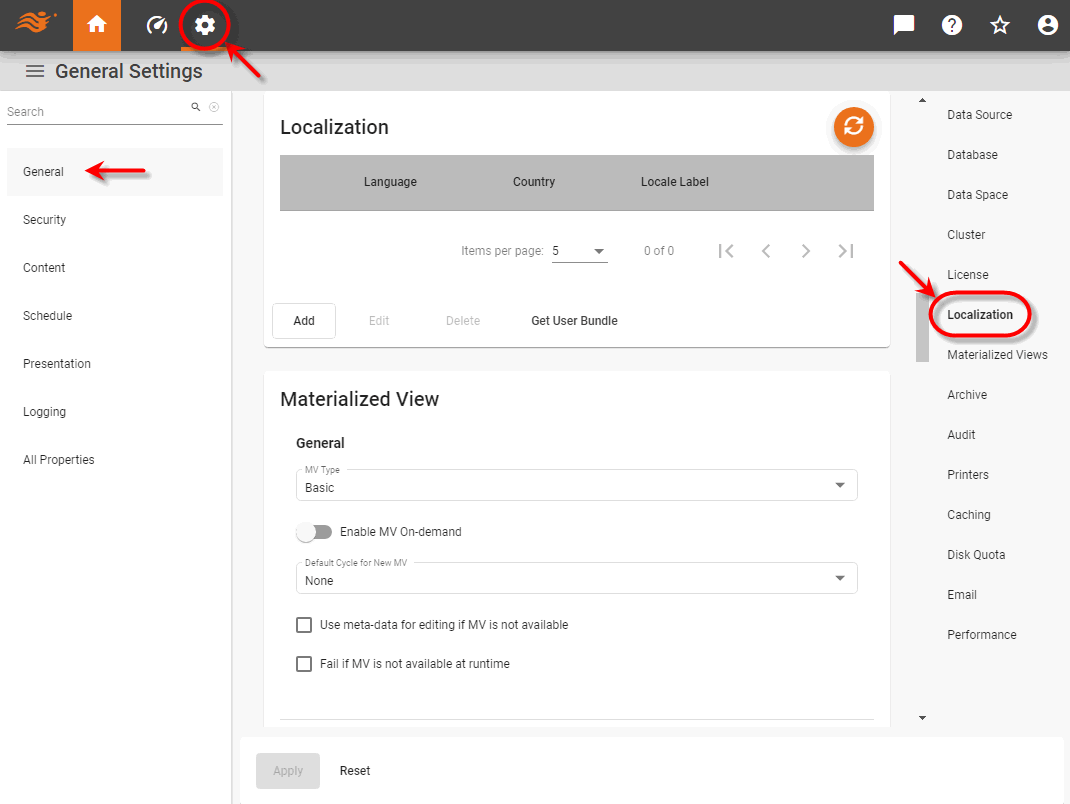 General Settings
Search
General
Security
Content
Schedule
Presentation
Logging
All Properties
Localization
Language Country Locale Label
Items per page: 5 0 of 0
Add Edit Delete Get User Bundle
Materialized View
General
MV Type
Basic
Enable MV On-demand
Default Cycle for New MV
None
Use meta-data for editing if MV is not available
Fail if MV is not available at runtime
Apply Reset
Data Source
Database
Data Space
Cluster
License
Localization
Materialized Views
Archive
Audit
Printers
Caching
Disk Quota
Email
Performance